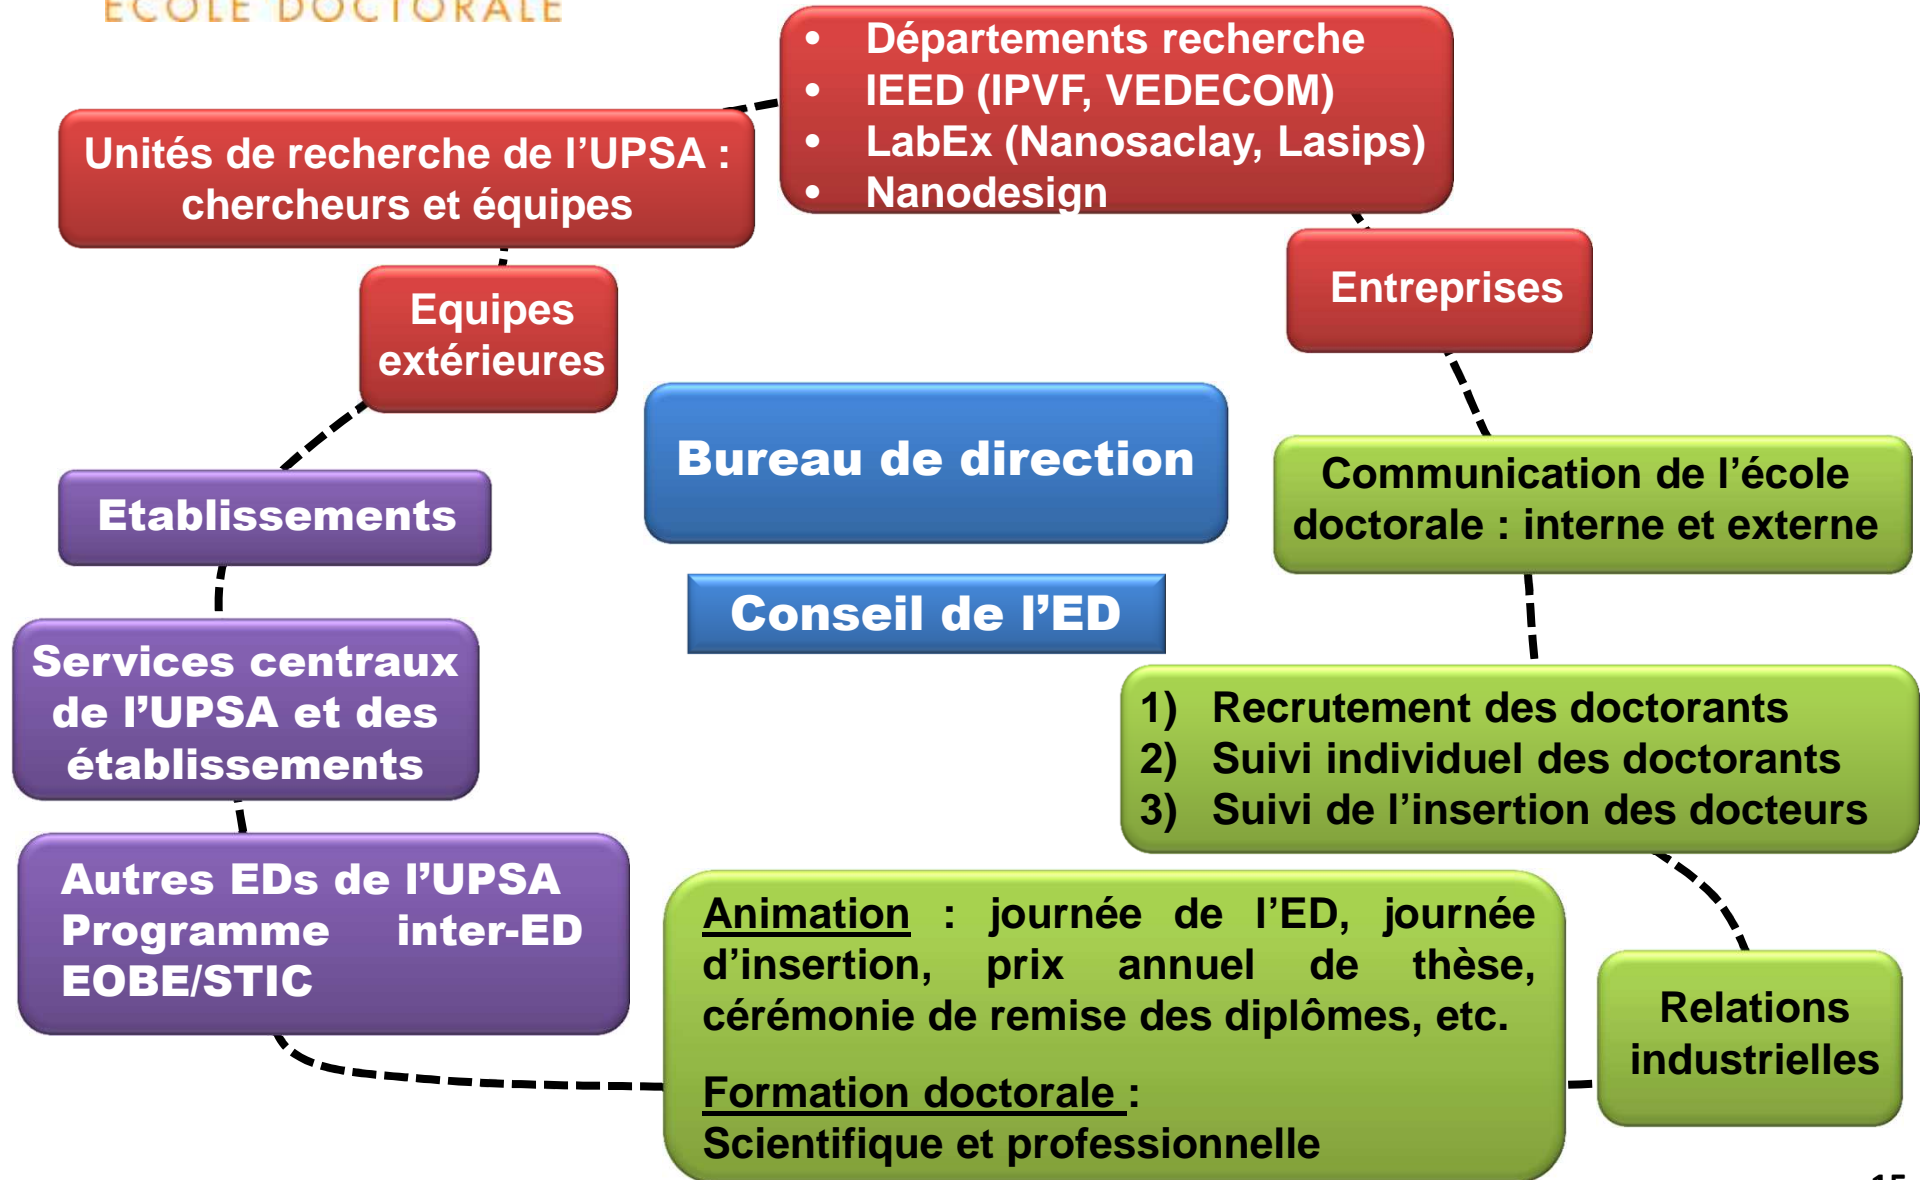 ECOLE DOCTORALE
• Départements recherche
• IEED (IPVF, VEDECOM)
• LabEx (Nanosaclay, Lasips)
• Nanodesign
Unités de recherche de l’UPSA :
chercheurs et équipes
Entreprises
Equipes
extérieures
Bureau de direction
Communication de l’école
doctorale : interne et externe
Etablissements
Conseil de l’ED
Services centraux
de l’UPSA et des
établissements
1) Recrutement des doctorants
2) Suivi individuel des doctorants
3) Suivi de l’insertion des docteurs
Autres EDs de l’UPSA
Programme inter-ED
EOBE/STIC
Animation : journée de l’ED, journée
d’insertion, prix annuel de thèse,
cérémonie de remise des diplômes, etc.
Formation doctorale :
Scientifique et professionnelle
Relations
industrielles
15